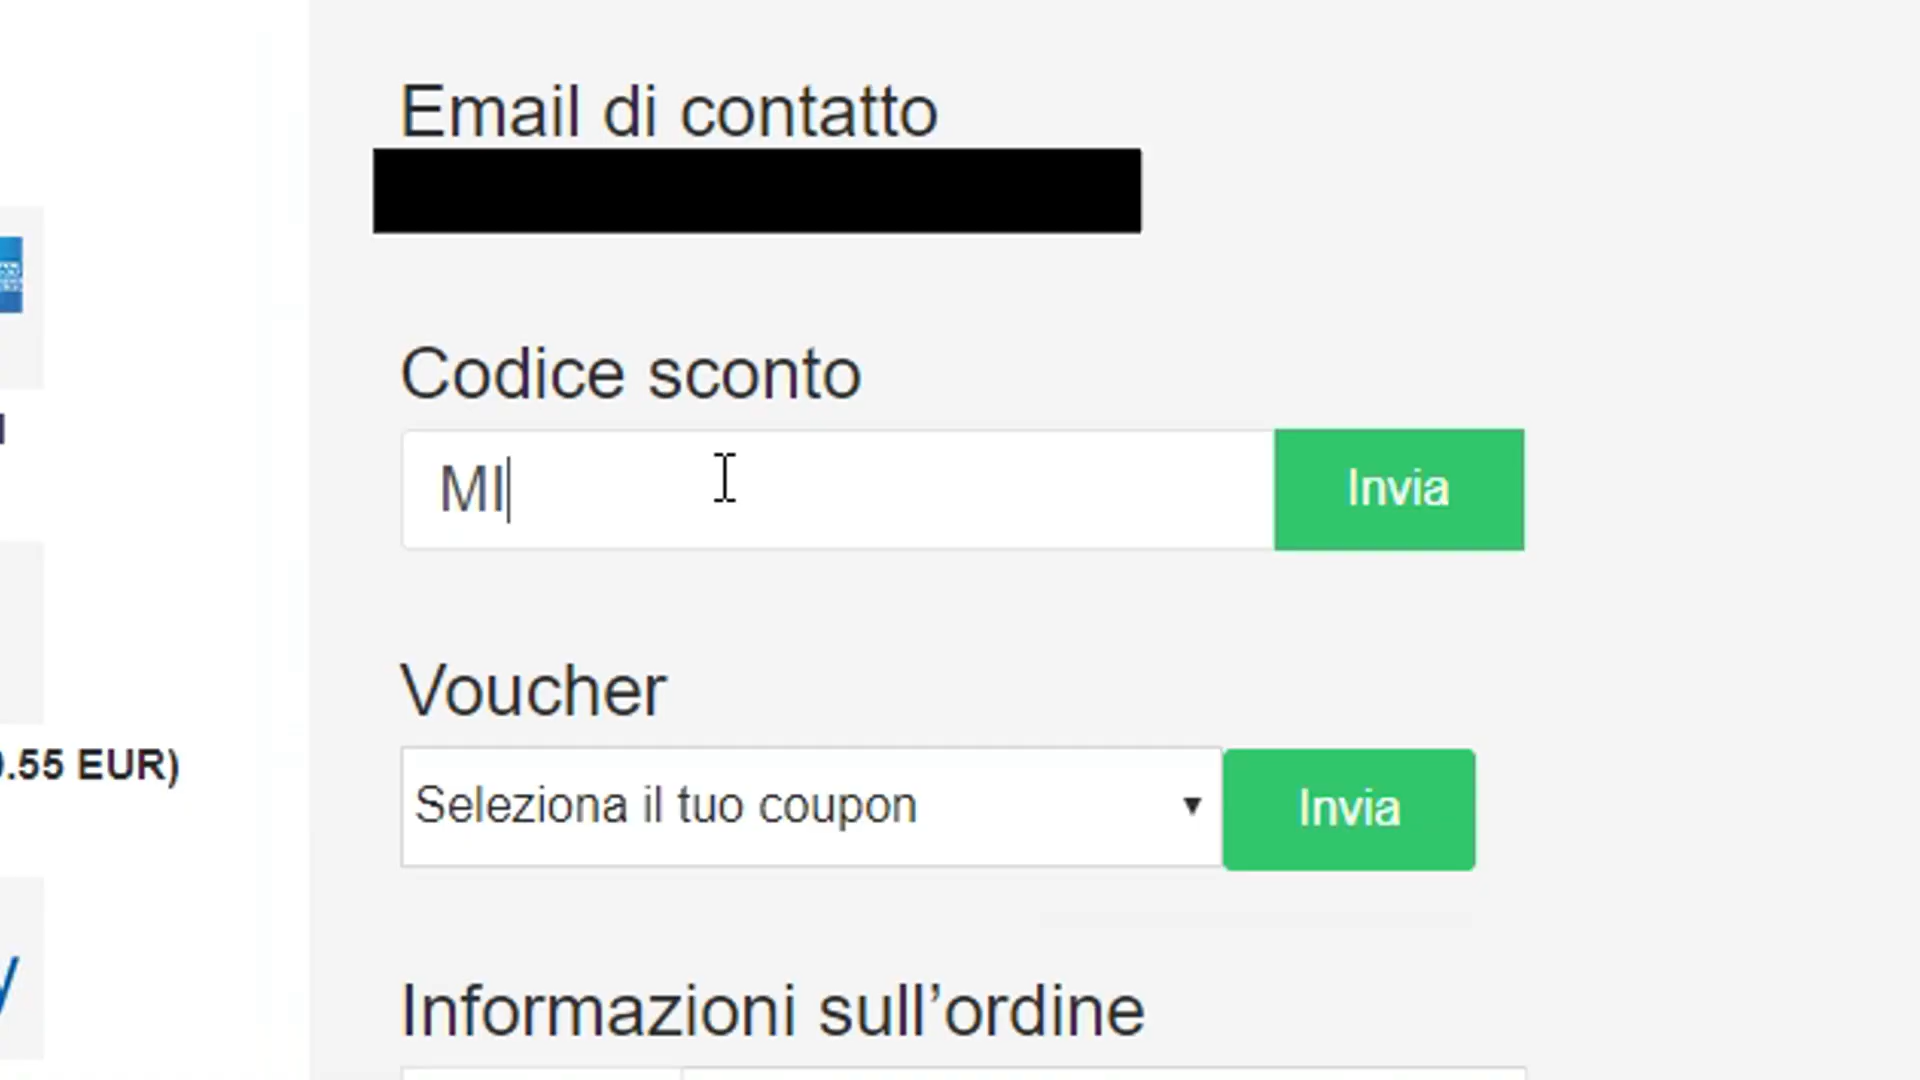 Email di contatto
Codice sconto
MI
Invia
.55 EUR)
Voucher
Seleziona il tuo coupon
Invia
Informazioni sull’ordine